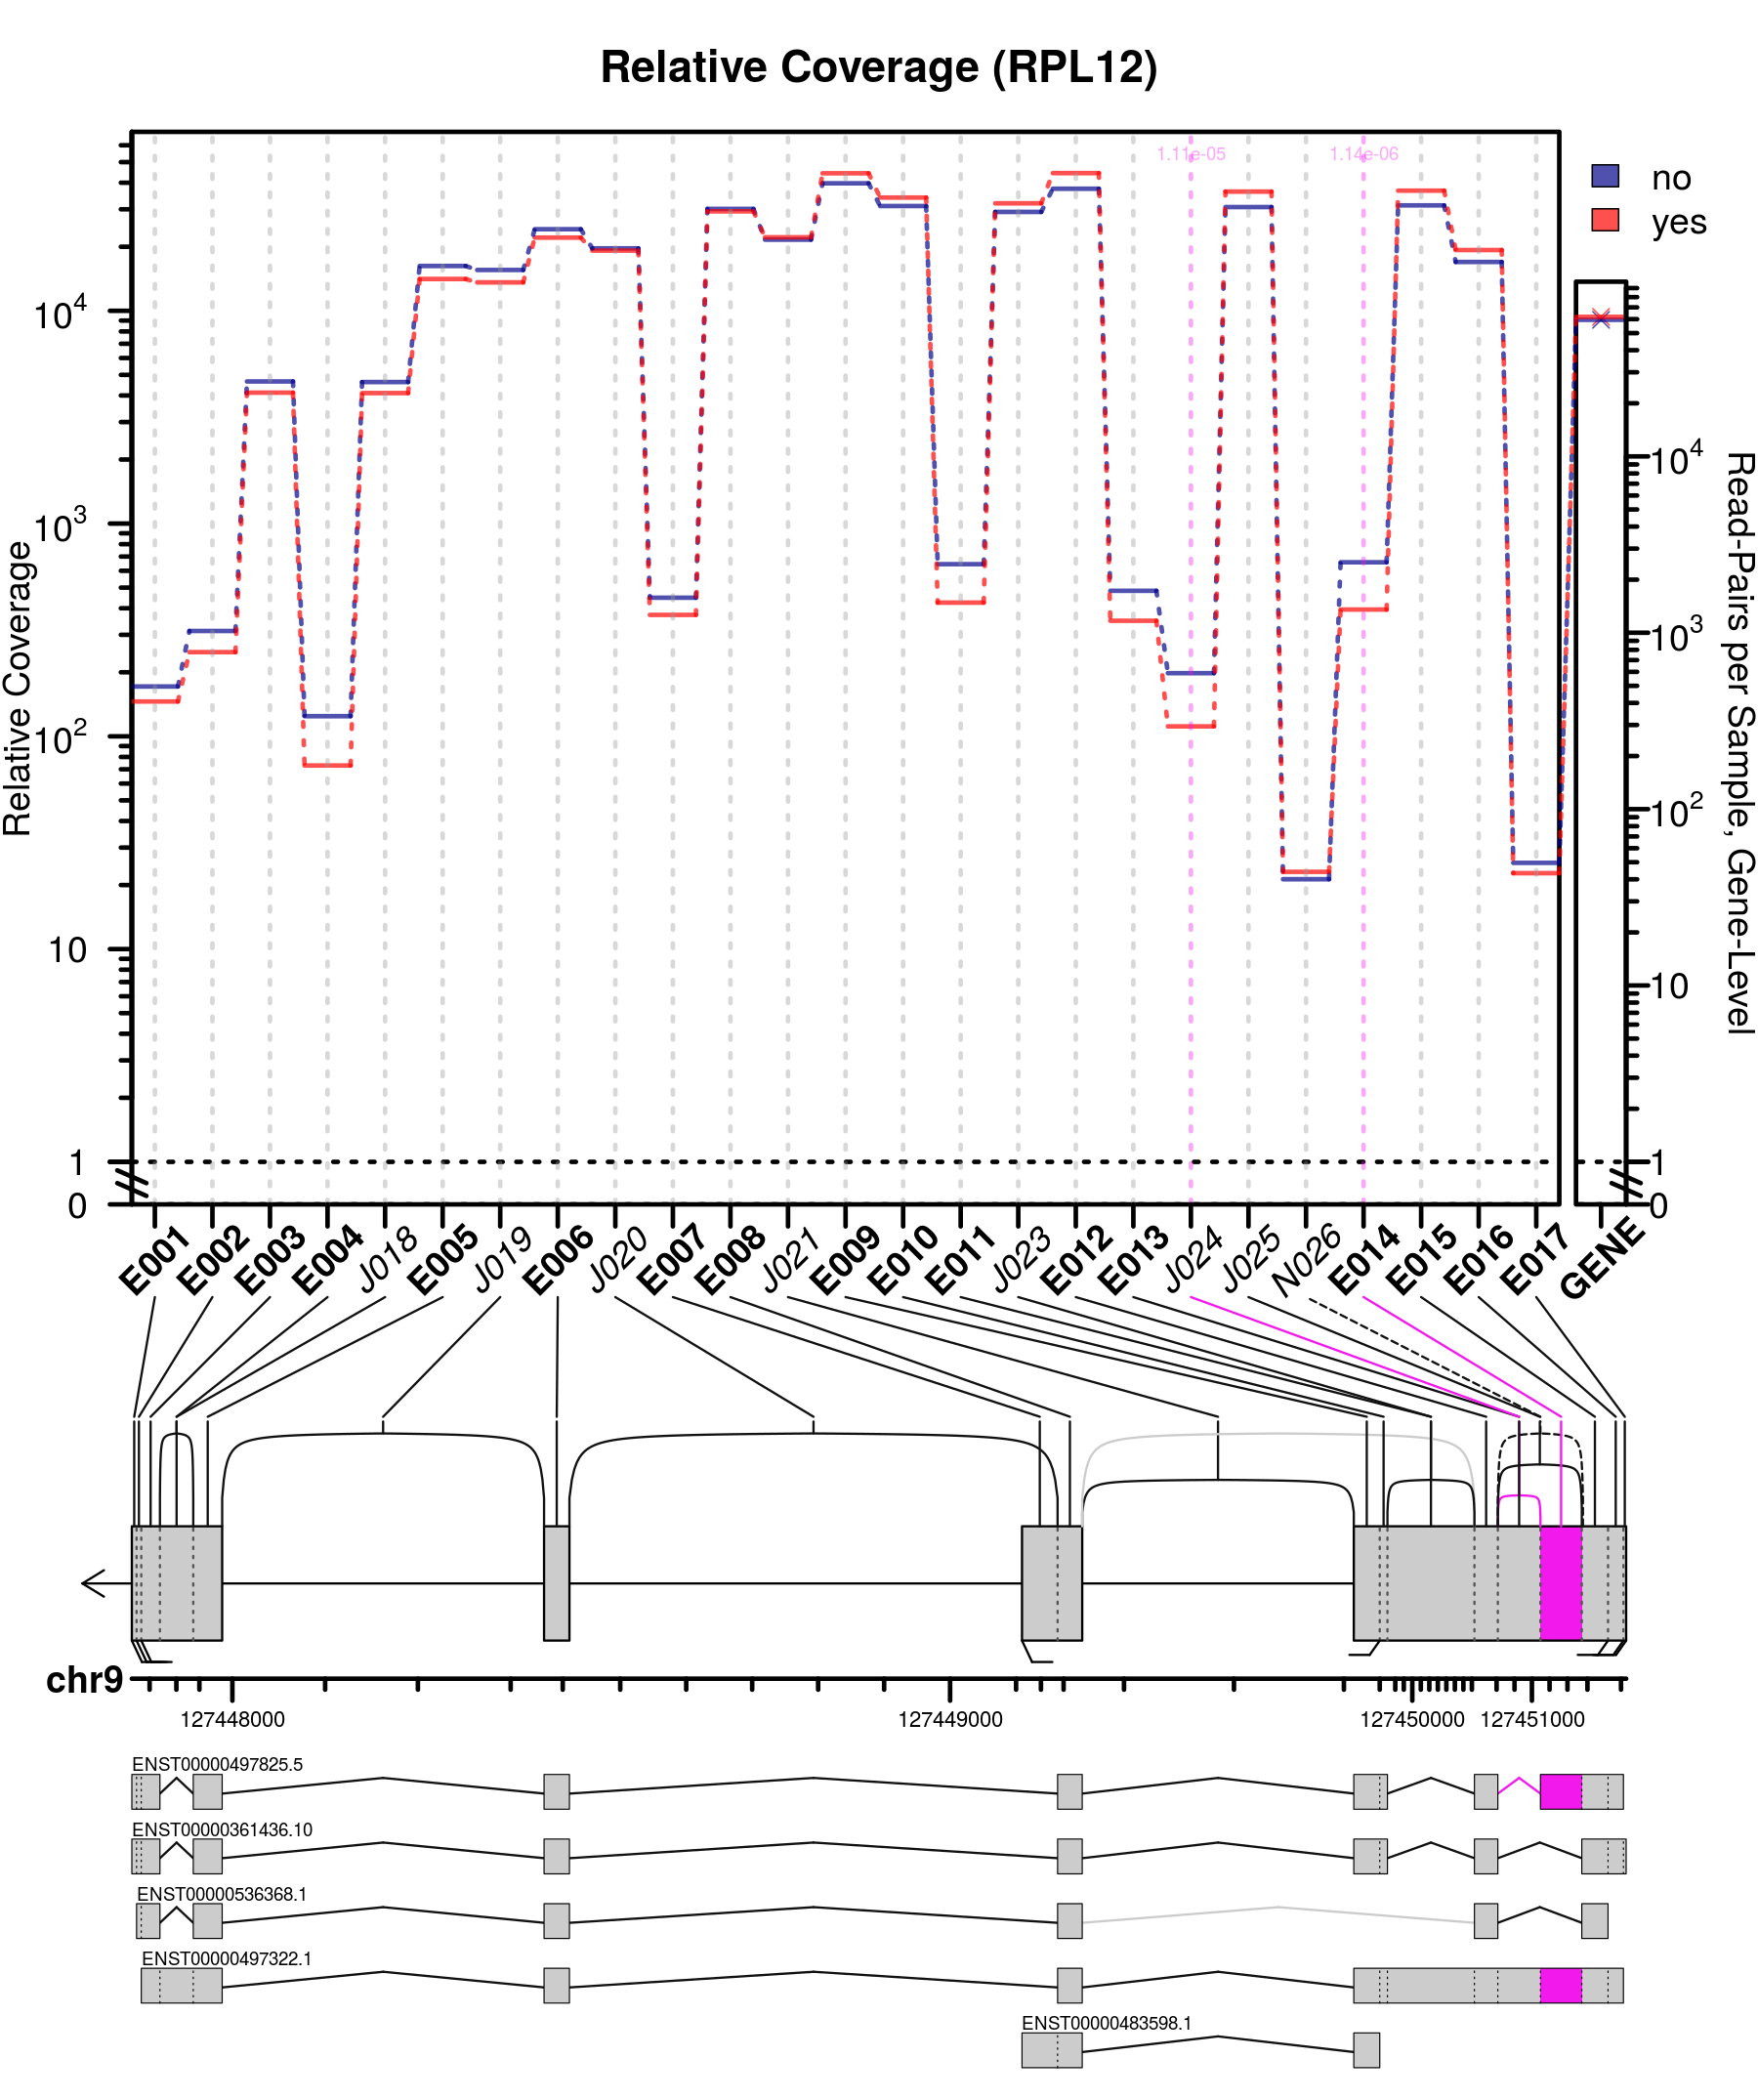 Relative Coverage (RPL12)
1.11e-05 1.14e-06
no
yes
Relative Coverage
10^4
10^3
10^2
10
1
0
10^4
10^3
10^2
10
1
0
Read-Pairs per Sample, Gene-Level
E001 E002 E003 E004 J018 E005 J019 E006 J020 E007 E008 J021 E009 E010 E011 J023 E012 E013 J024 J025 N026 E014 E015 E016 E017 GENE
chr9
127448000 127449000 127450000 127451000
ENST00000497825.5
ENST00000361436.10
ENST00000536368.1
ENST00000497322.1
ENST00000483598.1